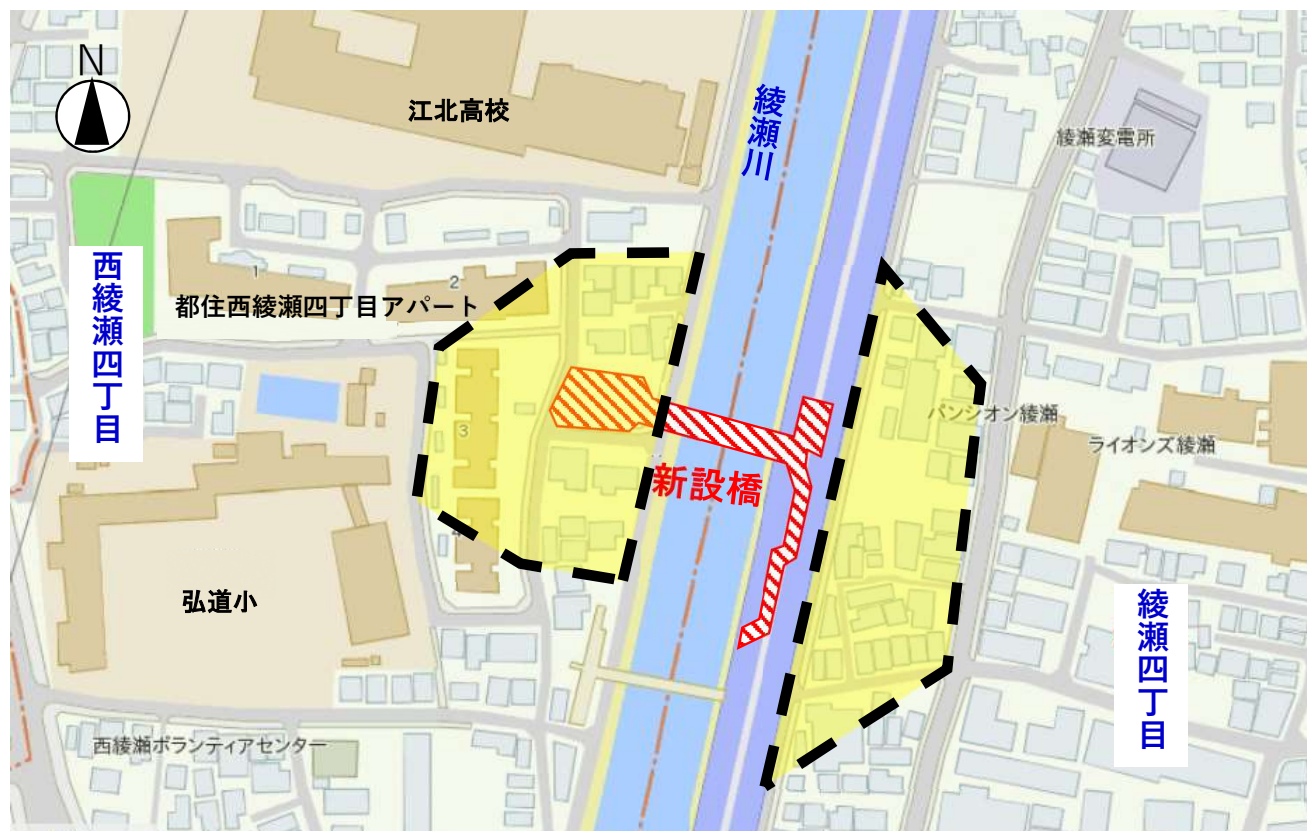 N
江北高校
綾瀬川
綾瀬変電所
西綾瀬四丁目
1
2
都住西綾瀬四丁目アパート
3
パンシオン綾瀬
ライオンズ綾瀬
新設橋
4
弘道小
綾瀬四丁目
西綾瀬ボランティアセンター